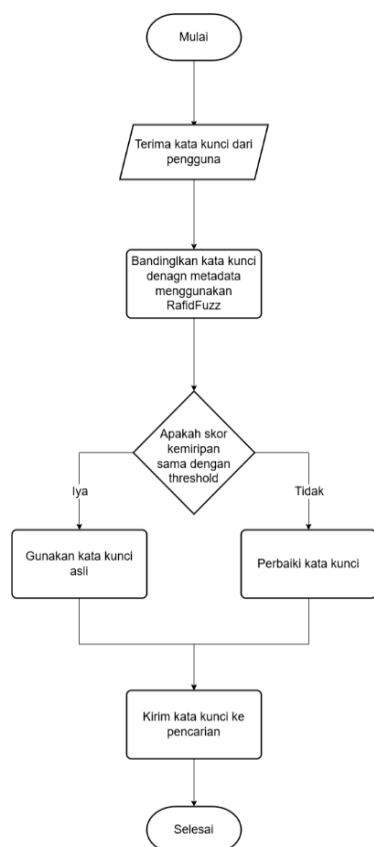 Mulai
Terima kata kunci dari
pengguna
Bandinglkan kata kunci
denagn metadata
menggunakan
RafidFuzz
Apakah skor
kemiripan
sama dengan
threshold
Iya
Tidak
Gunakan kata kunci
asli
Perbaiki kata kunci
Kirim kata kunci ke
pencarian
Selesai